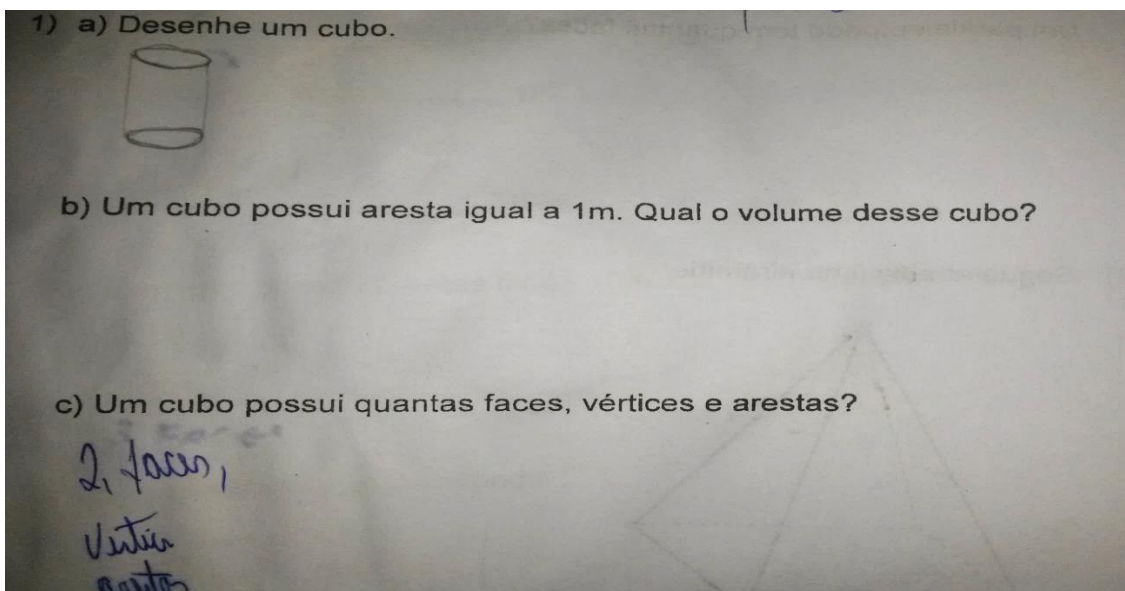 1) a) Desenhe um cubo.
b) Um cubo possui aresta igual a 1m. Qual o volume desse cubo?
c) Um cubo possui quantas faces, vértices e arestas?
2, faces,